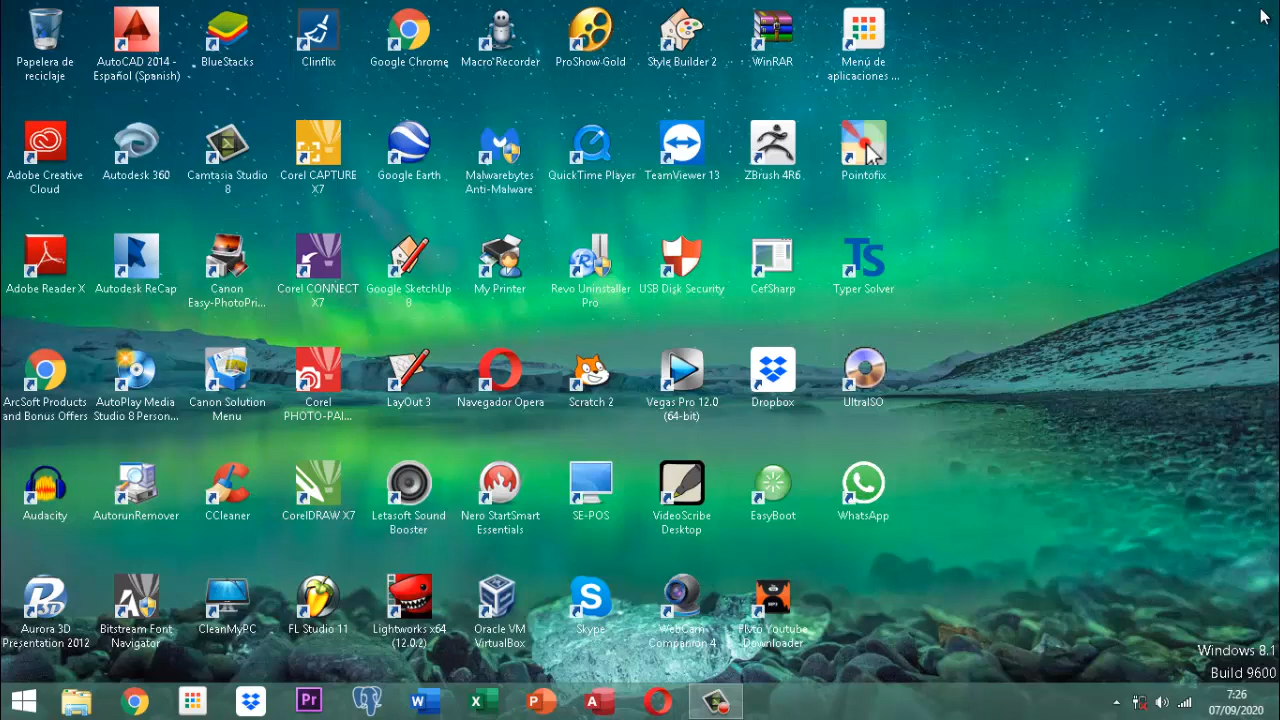 Papelera de
reciclaje
AutoCAD 2014 -
Español (Spanish)
BlueStacks
Clinflix
Google Chrome
Macro Recorder
ProShow Gold
Style Builder 2
WinRAR
Menú de
aplicaciones ...
Adobe Creative
Cloud
Autodesk 360
Camtasia Studio
8
Corel CAPTURE
X7
Google Earth
Malwarebytes
Anti-Malware
QuickTime Player
TeamViewer 13
ZBrush 4R6
Pointofix
Adobe Reader X
Autodesk ReCap
Canon
Easy-PhotoPri...
Corel CONNECT
X7
Google SketchUp
8
My Printer
Revo Uninstaller
Pro
USB Disk Security
CefSharp
TS
Typer Solver
ArcSoft Products
and Bonus Offers
AutoPlay Media
Studio 8 Person...
Canon Solution
Menu
Corel
PHOTO-PAI...
LayOut 3
Navegador Opera
Scratch 2
Vegas Pro 12.0
(64-bit)
Dropbox
UltraISO
Audacity
AutorunRemover
CCleaner
CorelDRAW X7
Letasoft Sound
Booster
Nero StartSmart
Essentials
SE-POS
VideoScribe
Desktop
EasyBoot
WhatsApp
Aurora 3D
Presentation 2012
Bitstream Font
Navigator
CleanMyPC
FL Studio 11
Lightworks x64
(12.0.2)
Oracle VM
VirtualBox
Skype
WebCam
Companion 4
Flvto Youtube
Downloader
Windows 8.1
Build 9600
Pr
W
X
P
A
7:26
07/09/2020